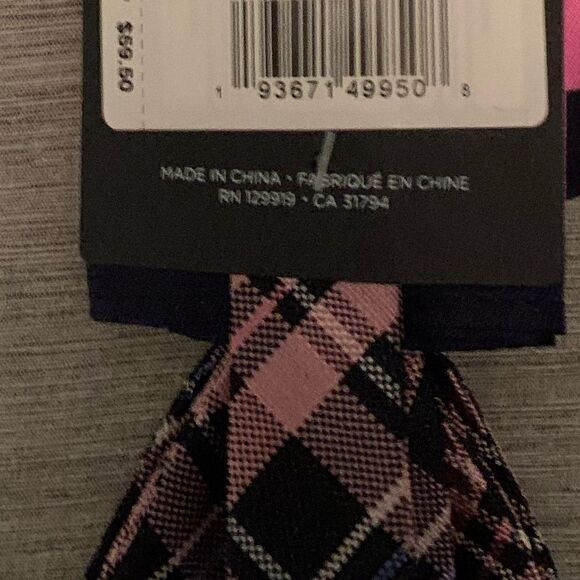 $59.50
1 93671 49950 8
MADE IN CHINA • FABRIQUÉ EN CHINE
RN 129919 • CA 31794